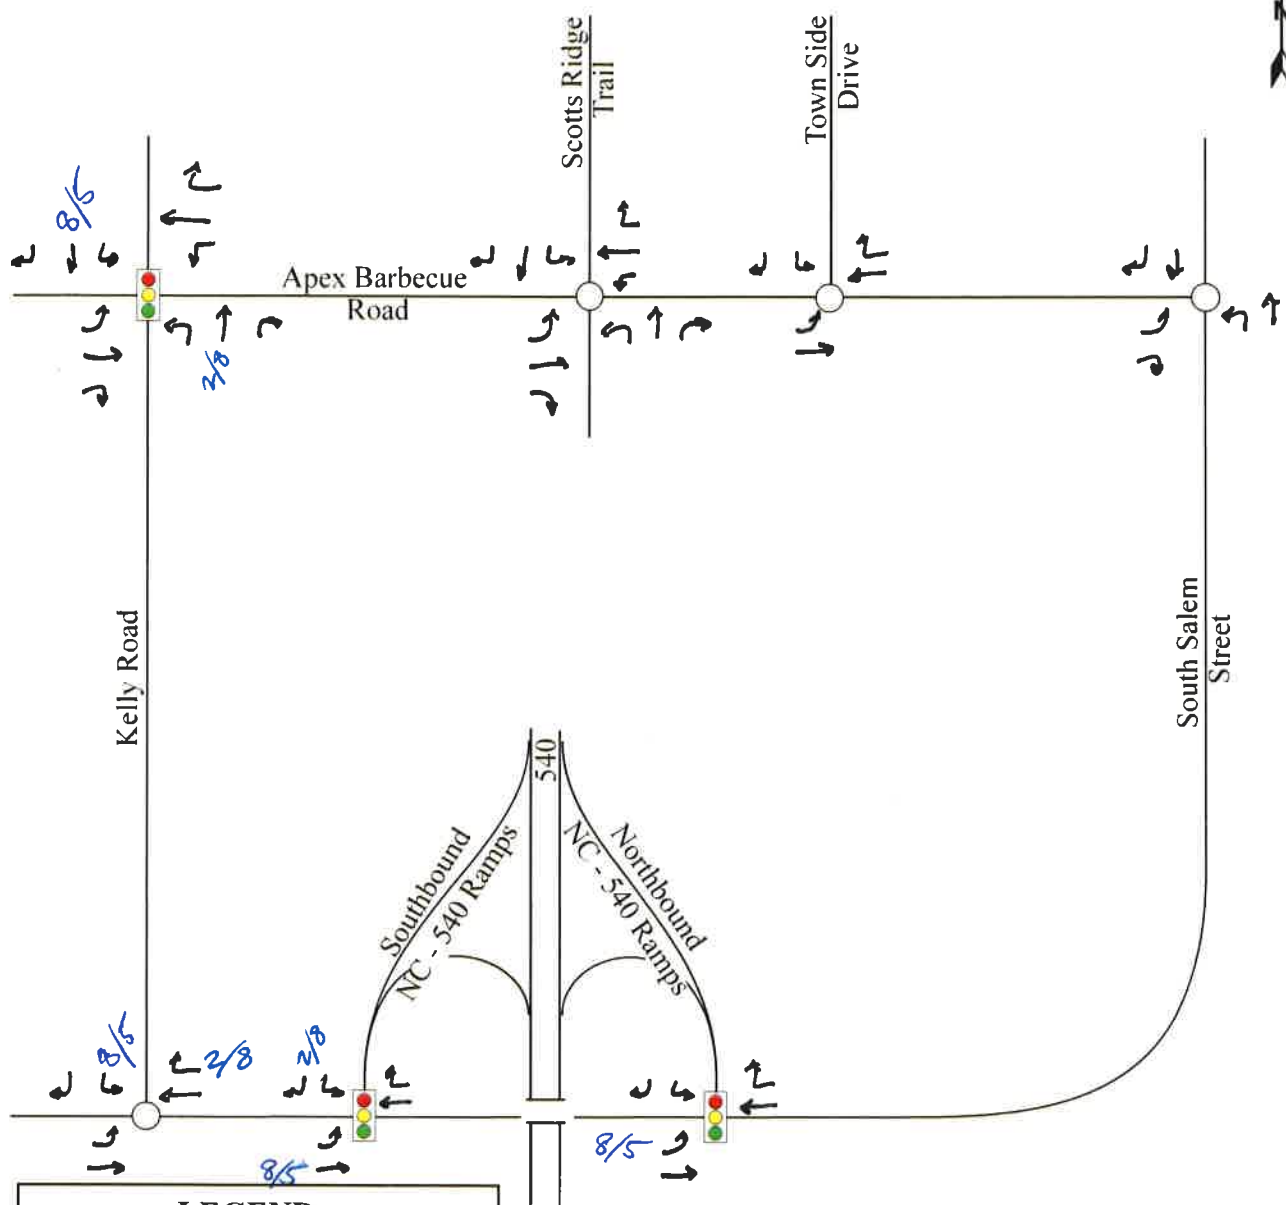 N
Scotts Ridge
Trail
Town Side
Drive
8/5
Apex Barbecue
Road
2/8
Kelly Road
South Salem
Street
540
Southbound
NC - 540 Ramps
Northbound
NC - 540 Ramps
8/5
2/8
2/8
8/5
8/5
LEGEND